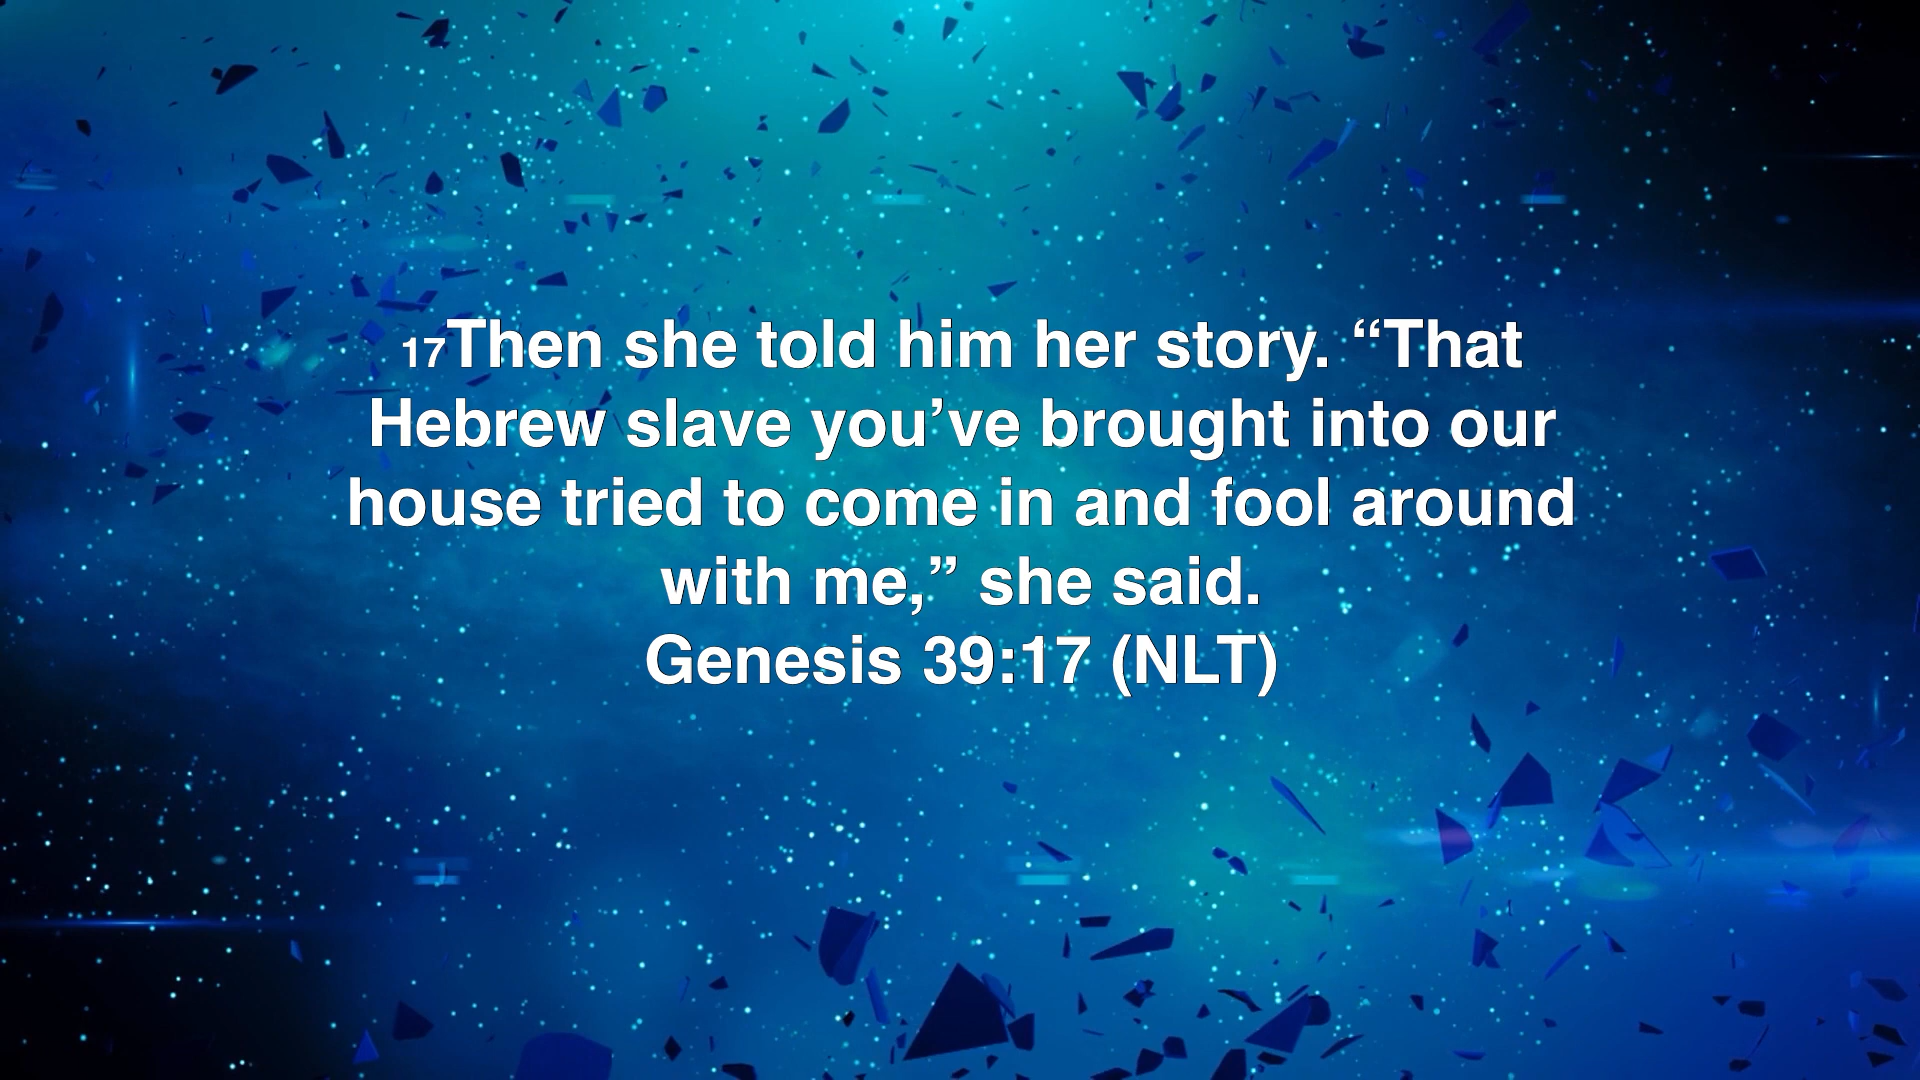 17Then she told him her story. “That
Hebrew slave you’ve brought into our
house tried to come in and fool around
with me,” she said.
Genesis 39:17 (NLT)